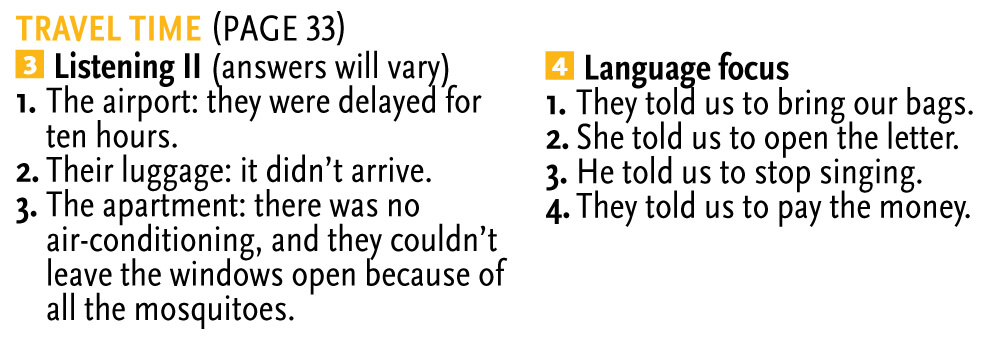 TRAVEL TIME (PAGE 33)
3 Listening II (answers will vary)
1. The airport: they were delayed for
ten hours.
2. Their luggage: it didn't arrive.
3. The apartment: there was no
air-conditioning, and they couldn't
leave the windows open because of
all the mosquitoes.
4 Language focus
1. They told us to bring our bags.
2. She told us to open the letter.
3. He told us to stop singing.
4. They told us to pay the money.